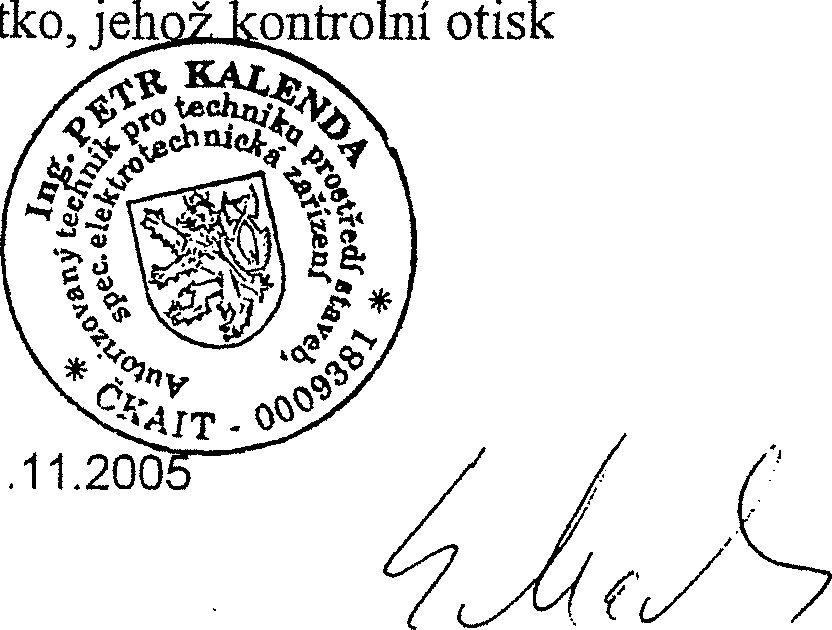 tko, jehož kontrolní otisk
Ing. PETR KALENDA
Autorizovaný technik pro techniku prostředí staveb,
spec. elektrotechnická zařízení
* ČKAIT - 0009381 *
.11.2005